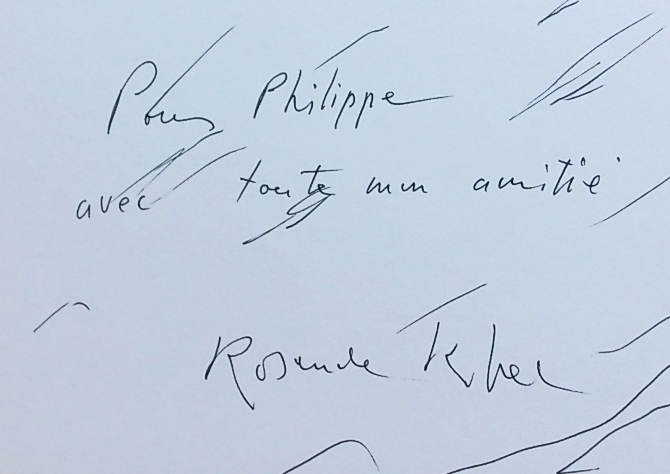 Pour Philippe
avec toute mon amitié